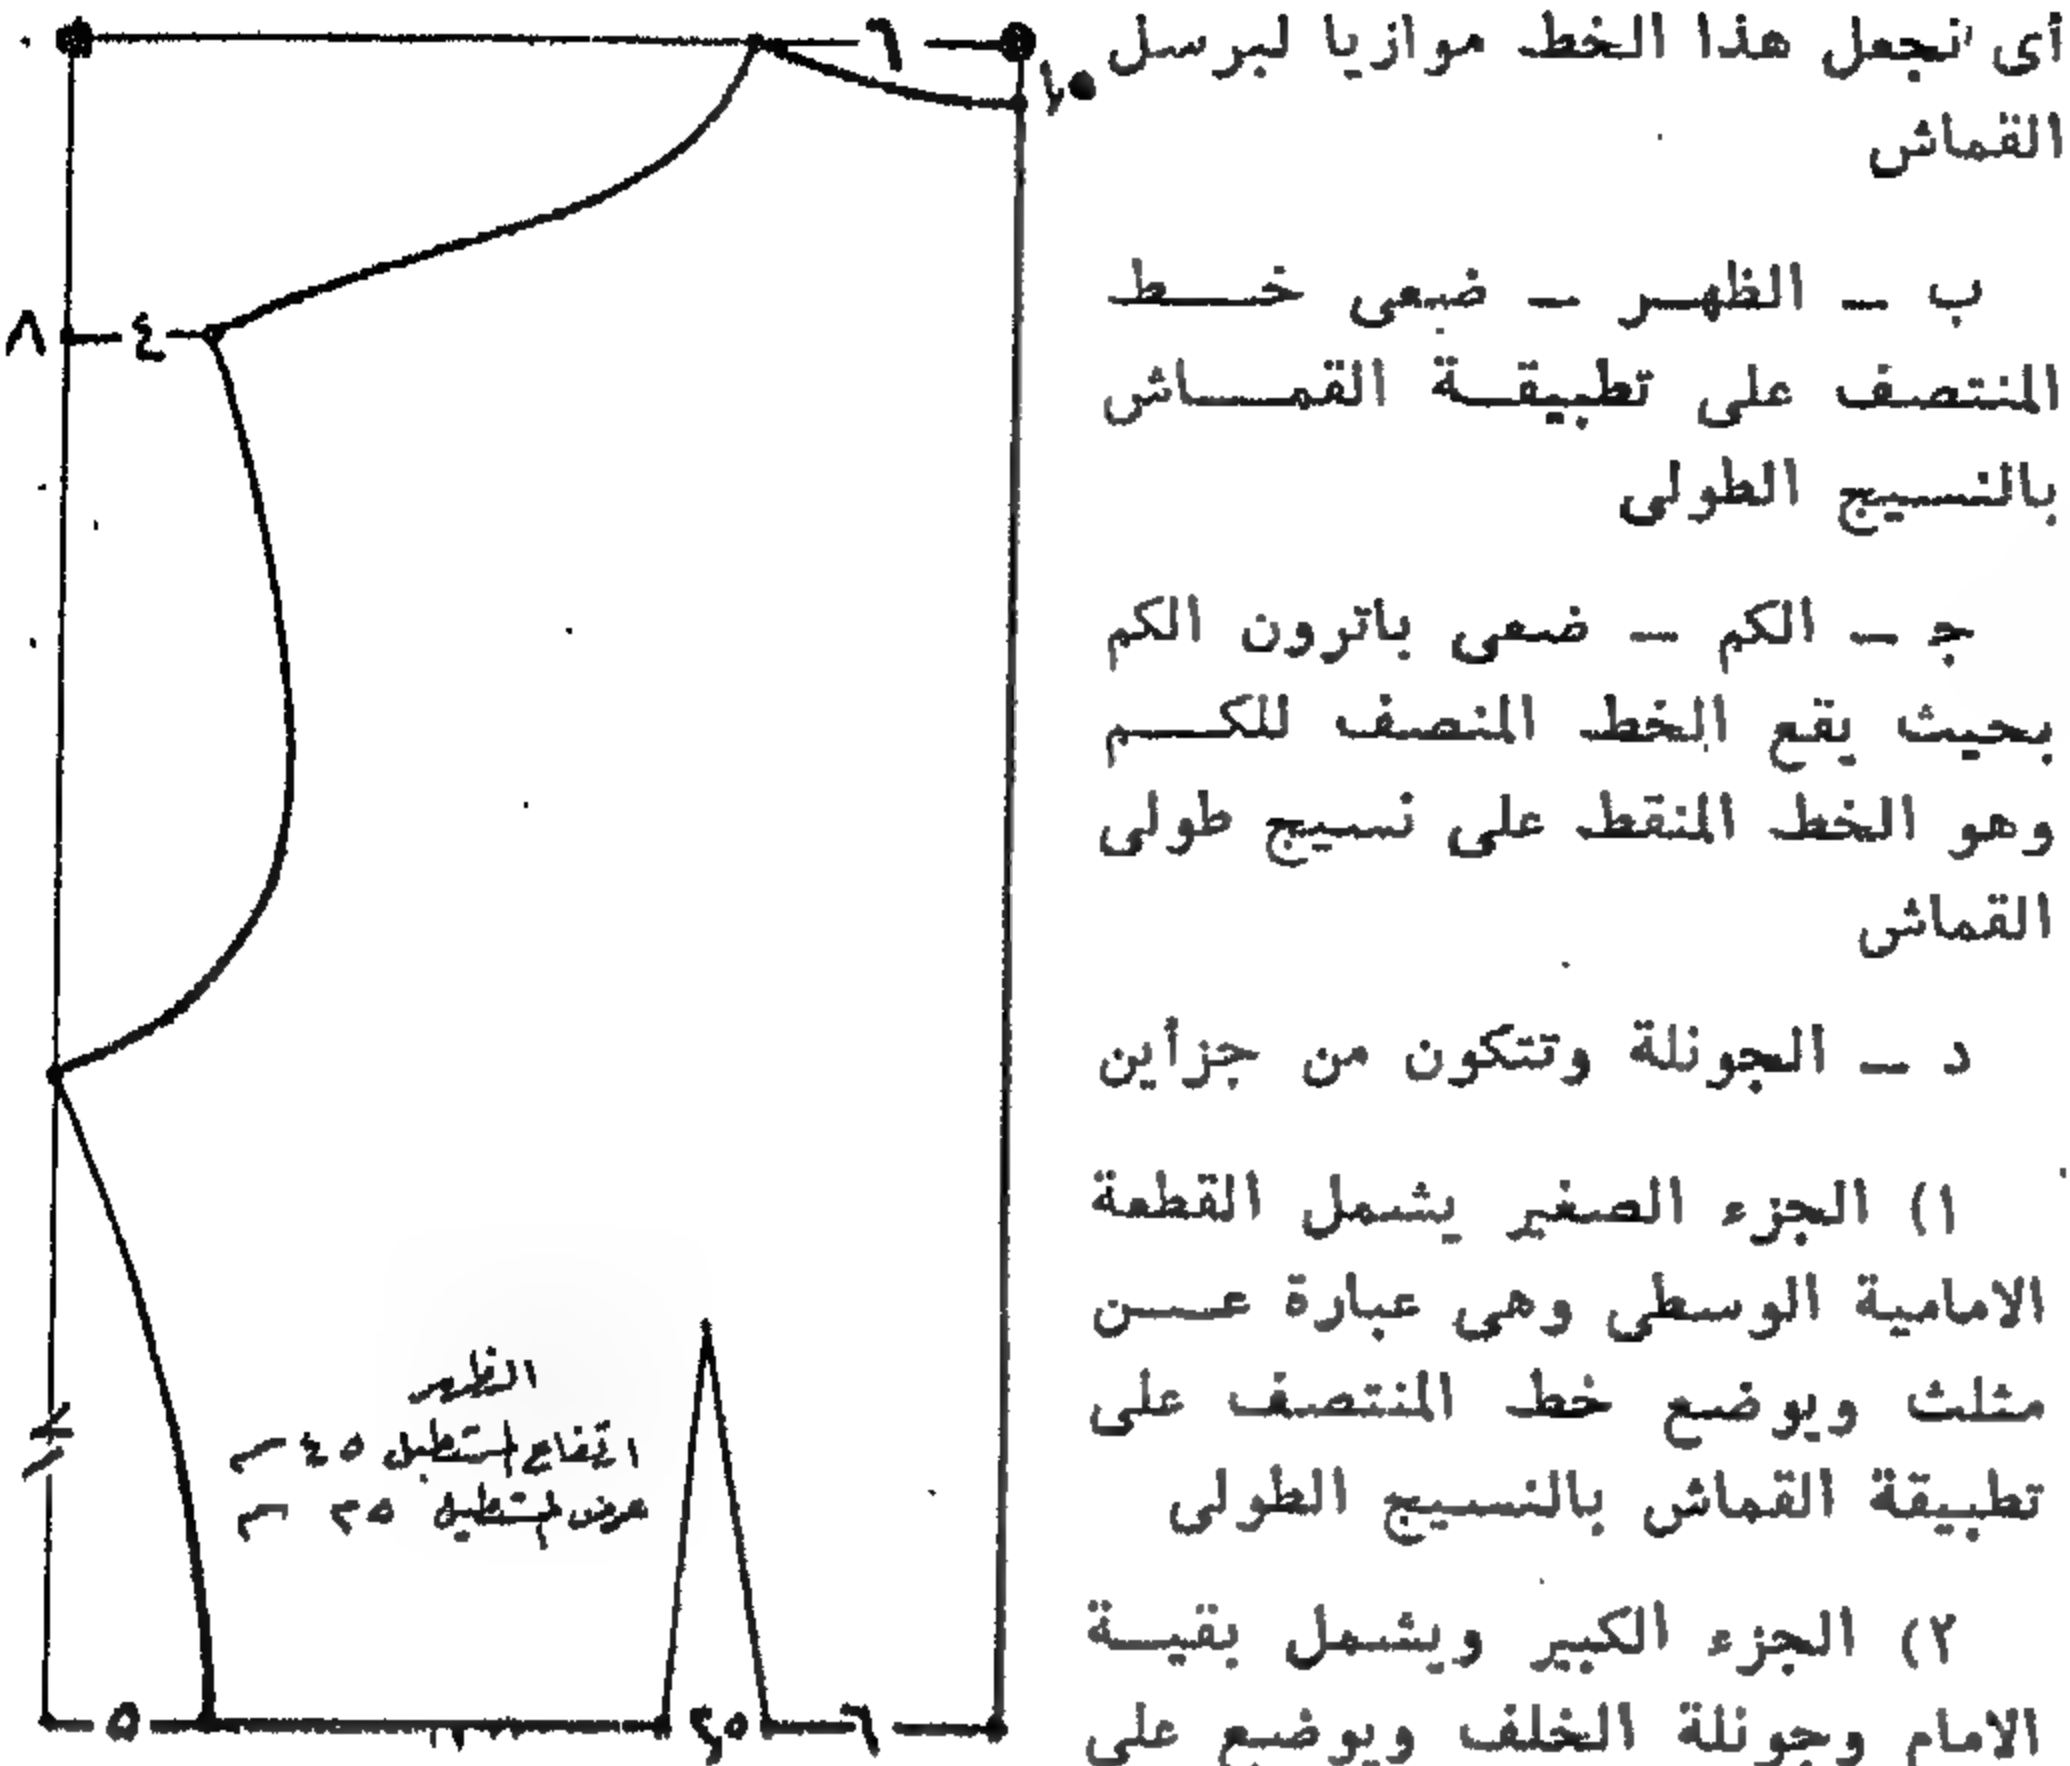 أى نجعل هذا الخط موازيا لبرسل
القماش
ب ـ الظهر ـ ضعى خط
المنتصف على تطبيقة القماش
بالنسيج الطولى
جـ ـ الكم ـ ضعى باترون الكم
بحيث يقع الخط المنصف للكم
وهو الخط المنقط على نسيج طولى
القماش
د ـ الجونلة وتتكون من جزأين
١) الجزء الصغير يشمل القطعة
الامامية الوسطى وهى عبارة عن
مثلث ويوضع خط المنتصف على
تطبيقة القماش بالنسيج الطولى
٢) الجزء الكبير ويشمل بقية
الامام وجونلة الخلف ويوضع على
٦
٨
٤
الظهر
ارتفاع المستطيل ٤٥ سم
عرض المستطيل ٢٥ سم
٥
٢٥
٦